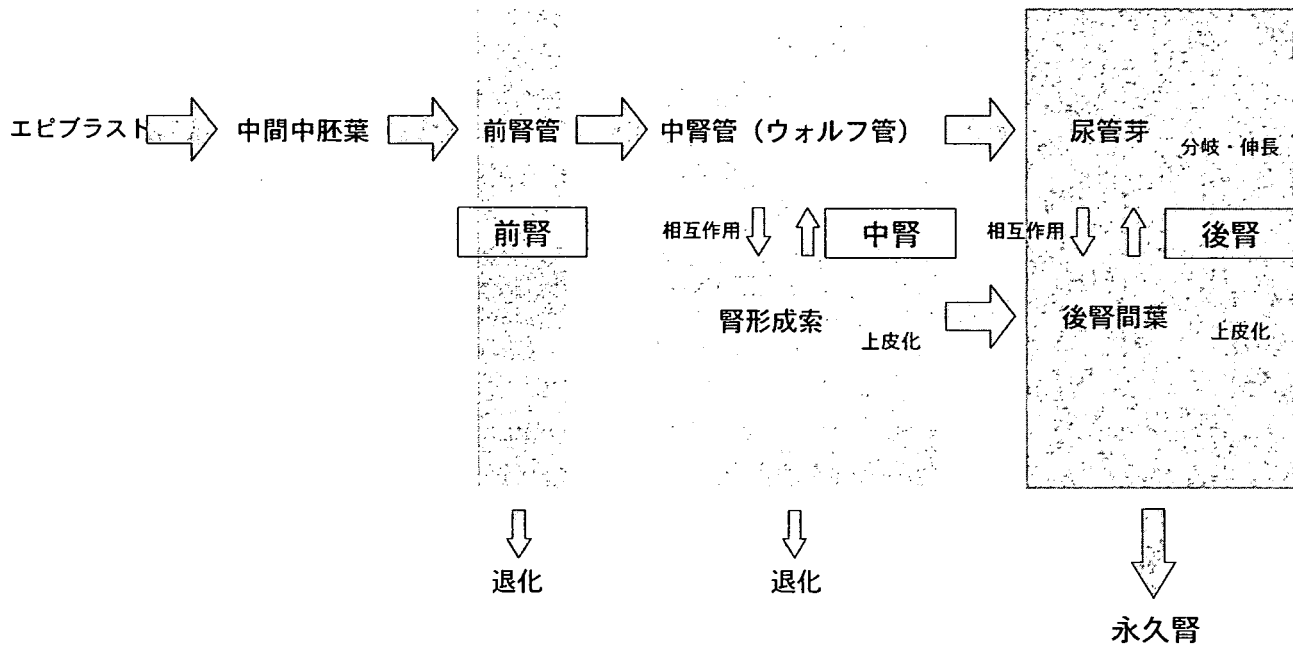 エピブラスト
中間中胚葉
前腎管
中腎管（ウォルフ管）
尿管芽
分岐・伸長
前腎
相互作用
中腎
相互作用
後腎
腎形成索
上皮化
後腎間葉
上皮化
退化
退化
永久腎